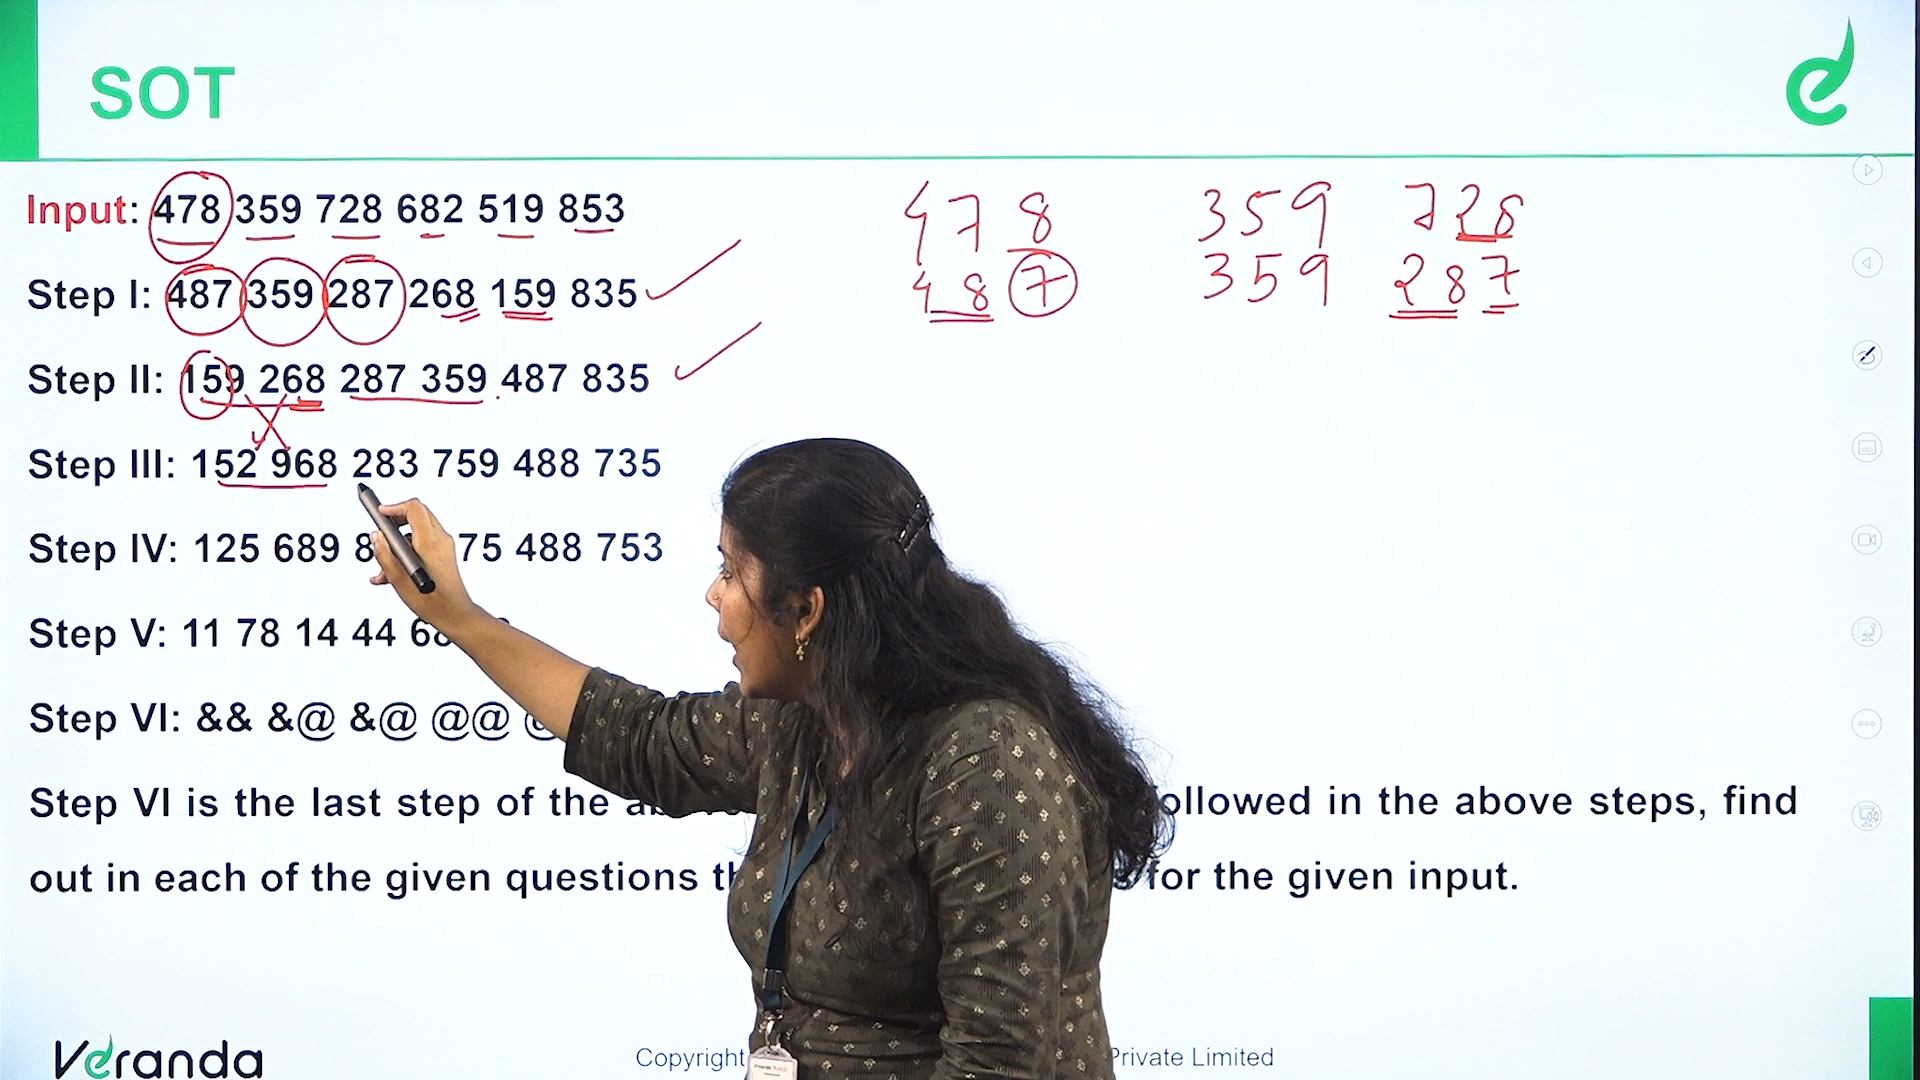 SOT
Input: 478 359 728 682 519 853
478 359 728
Step I: 487 359 287 268 159 835
487 359 287
Step II: 159 268 287 359 487 835
Step III: 152 968 283 759 488 735
Step IV: 125 689 8 75 488 753
Step V: 11 78 14 44 68
Step VI: && &@ &@ @@
Step VI is the last step of the ollowed in the above steps, find
out in each of the given questions for the given input.
Veranda
Copyright Private Limited